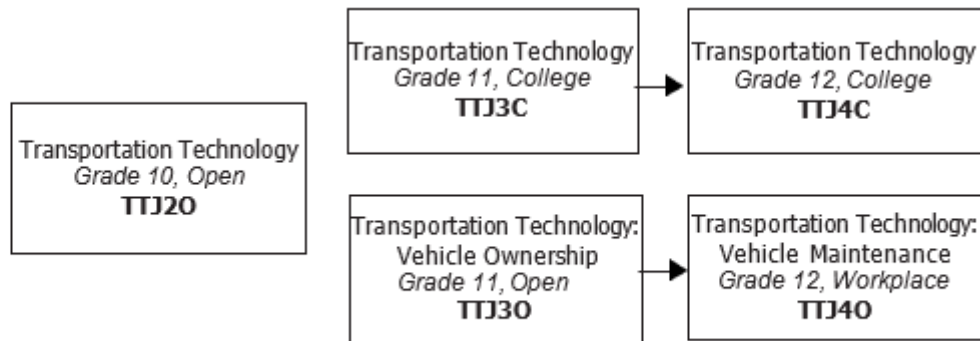 Transportation Technology
Grade 10, Open
TTJ2O
Transportation Technology
Grade 11, College
TTJ3C
Transportation Technology
Grade 12, College
TTJ4C
Transportation Technology:
Vehicle Ownership
Grade 11, Open
TTJ3O
Transportation Technology:
Vehicle Maintenance
Grade 12, Workplace
TTJ4O